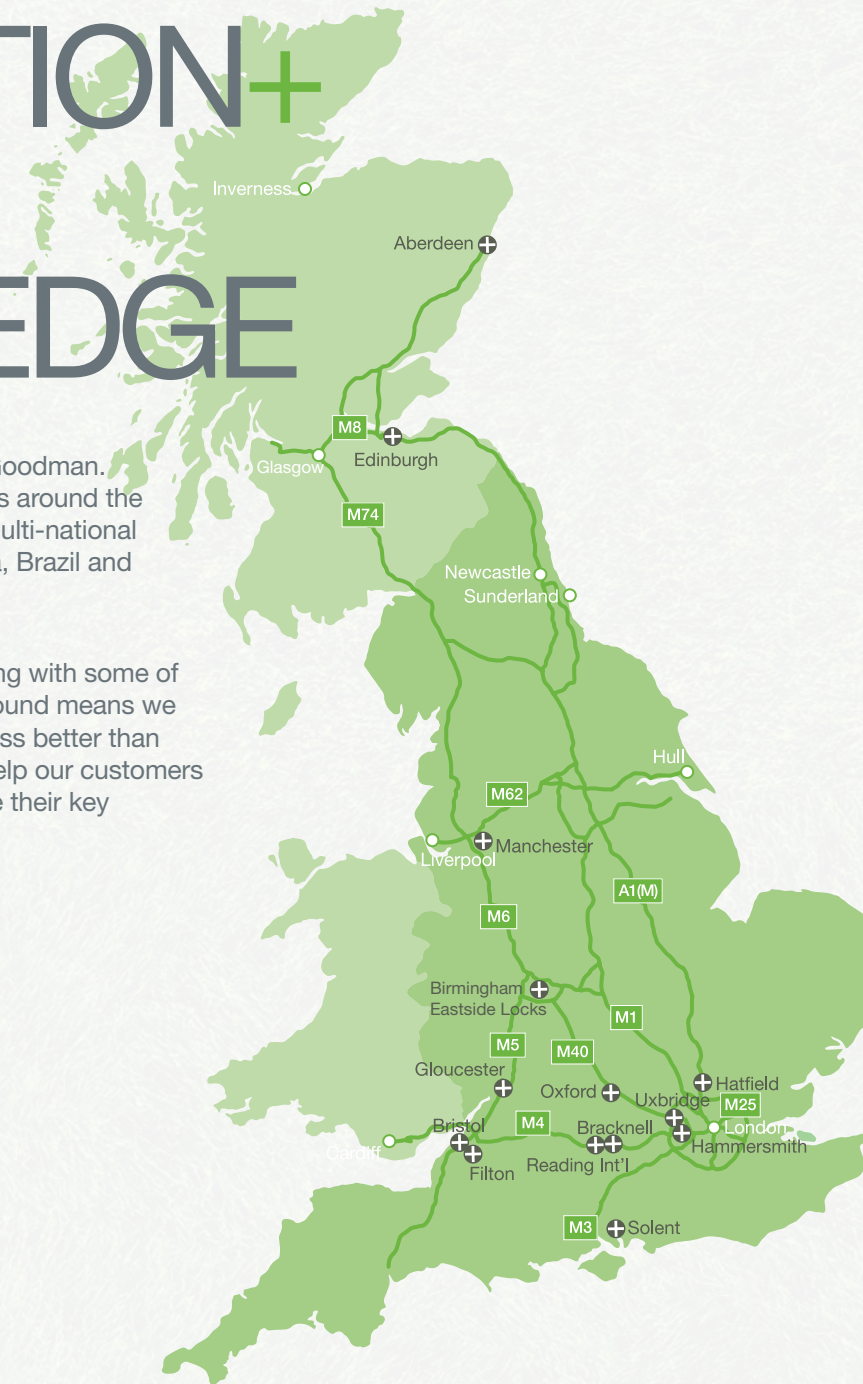 TION+
EDGE
Goodman.
s around the
ulti-national
, Brazil and
ng with some of
ound means we
ss better than
elp our customers
e their key
Inverness
Aberdeen
M8
Edinburgh
Glasgow
M74
Newcastle
Sunderland
Hull
M62
Manchester
Liverpool
A1(M)
M6
Birmingham
Eastside Locks
M1
M5
M40
Gloucester
Oxford
Hatfield
Uxbridge
M25
Bristol
M4
Bracknell
London
Hammersmith
Cardiff
Reading Int'l
Filton
M3
Solent